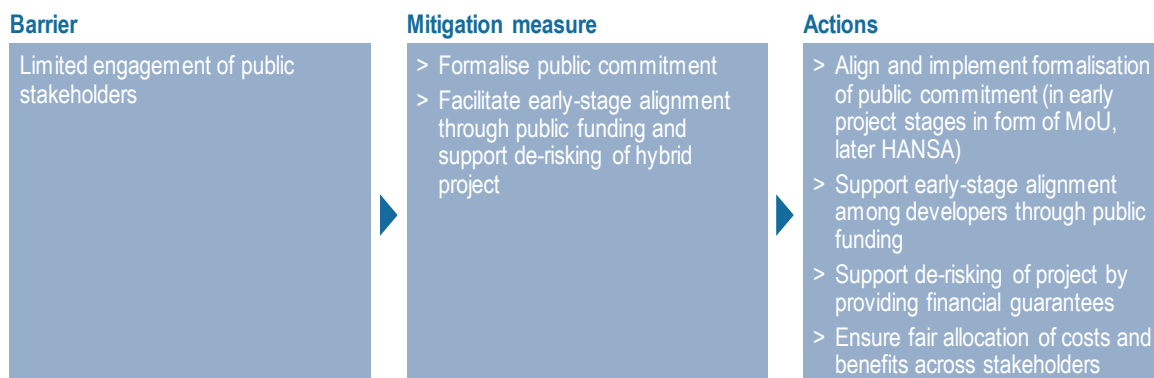 Barrier
Limited engagement of public
stakeholders
Mitigation measure
> Formalise public commitment
> Facilitate early-stage alignment
through public funding and
support de-risking of hybrid
project
Actions
> Align and implement formalisation
of public commitment (in early
project stages in form of MoU,
later HANSA)
> Support early-stage alignment
among developers through public
funding
> Support de-risking of project by
providing financial guarantees
> Ensure fair allocation of costs and
benefits across stakeholders